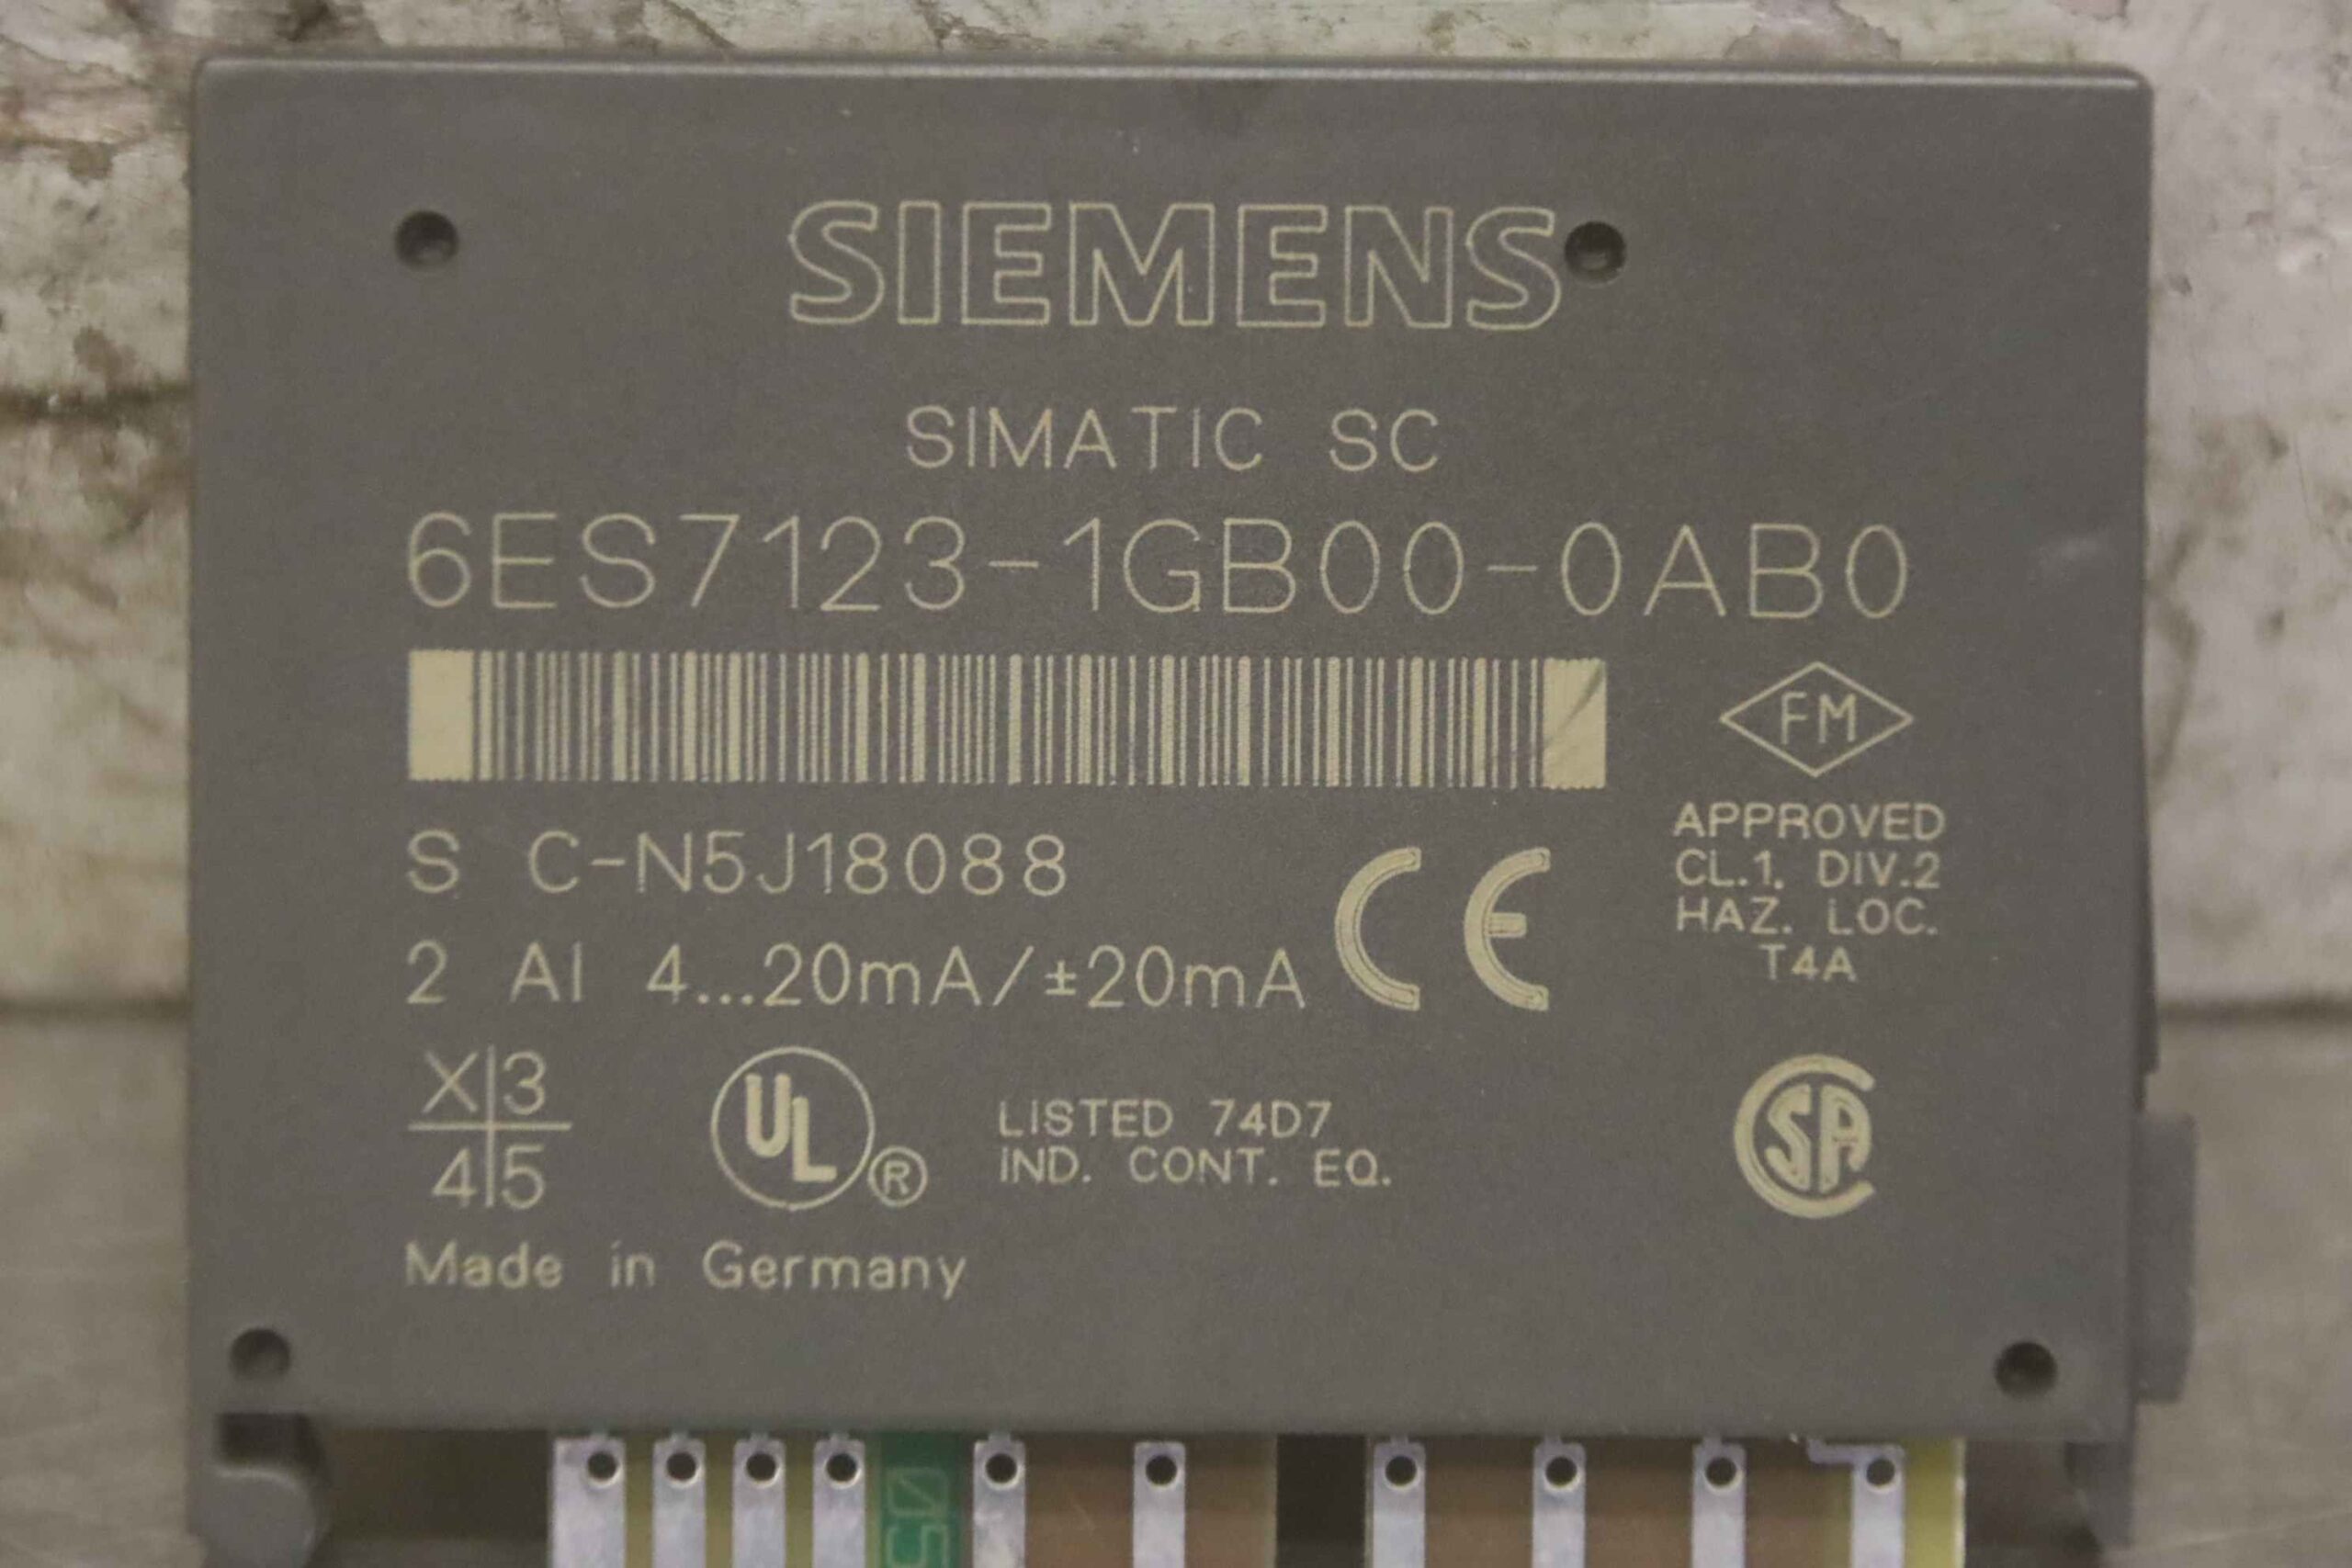 SIEMENS
SIMATIC SC
6ES7123-1GB00-0AB0
FM
APPROVED
CL.1, DIV.2
HAZ. LOC.
T4A
S C-N5J18088
2 AI 4...20mA/±20mA
CE
X 3
4 5
UL ®
LISTED 74D7
IND. CONT. EQ.
CSA
Made in Germany